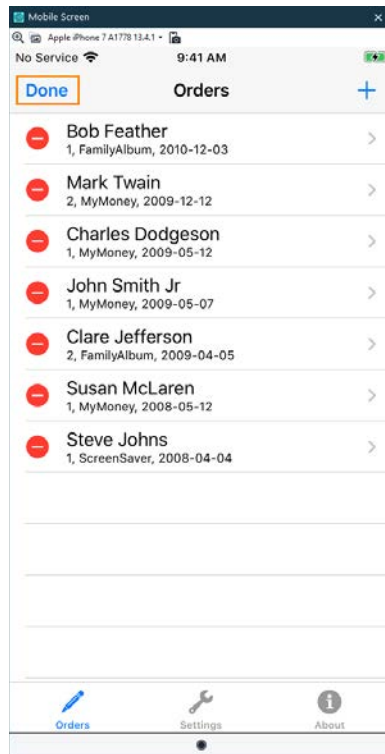 Mobile Screen
Apple iPhone 7 A1778 13.4.1
No Service 9:41 AM
Done Orders
Bob Feather
1, FamilyAlbum, 2010-12-03
Mark Twain
2, MyMoney, 2009-12-12
Charles Dodgeson
1, MyMoney, 2009-05-12
John Smith Jr
1, MyMoney, 2009-05-07
Clare Jefferson
2, FamilyAlbum, 2009-04-05
Susan McLaren
1, MyMoney, 2008-05-12
Steve Johns
1, ScreenSaver, 2008-04-04
Orders Settings About